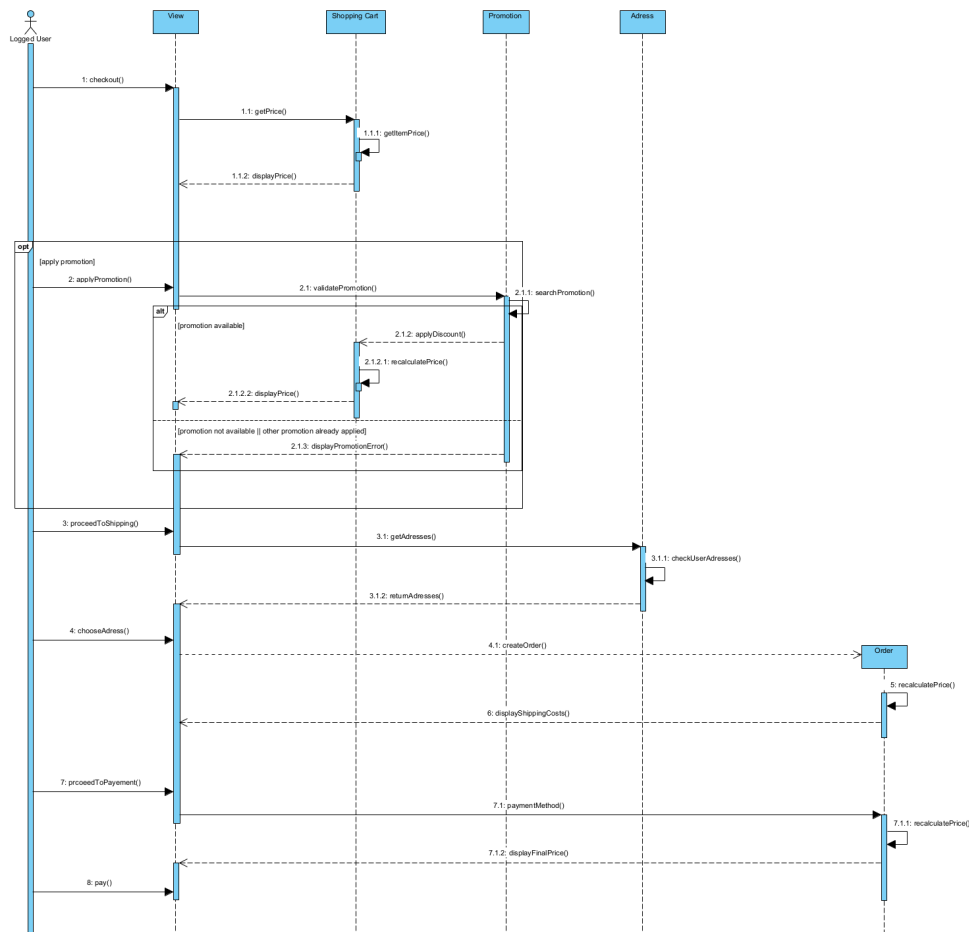 View
Shopping Cart
Promotion
Adress
Logged User
1: checkout()
1.1: getPrice()
1.1.1: getItemPrice()
1.1.2: displayPrice()
opt
[apply promotion]
2: applyPromotion()
2.1: validatePromotion()
2.1.1: searchPromotion()
alt
[promotion available]
2.1.2: applyDiscount()
2.1.2.1: recalculatePrice()
2.1.2.2: displayPrice()
[promotion not available || other promotion already applied]
2.1.3: displayPromotionError()
3: proceedToShipping()
3.1: getAdresses()
3.1.1: checkUserAdresses()
3.1.2: returnAdresses()
4: chooseAdress()
4.1: createOrder()
Order
5: recalculatePrice()
6: displayShippingCosts()
7: prcoeedToPayement()
7.1: paymentMethod()
7.1.1: recalculatePrice()
7.1.2: displayFinalPrice()
8: pay()